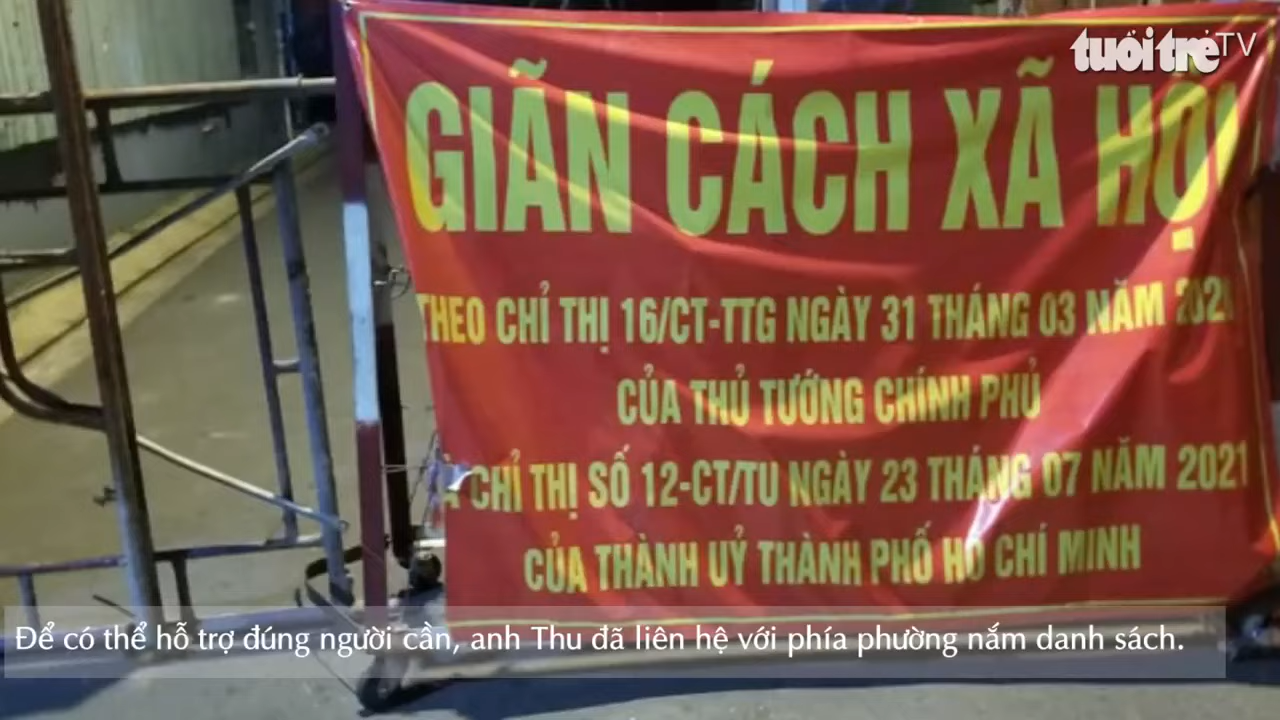 tuổi trẻ TV
GIÃN CÁCH XÃ HỘI
THEO CHỈ THỊ 16/CT-TTG NGÀY 31 THÁNG 03 NĂM 2021
CỦA THỦ TƯỚNG CHÍNH PHỦ
CHỈ THỊ SỐ 12-CT/TU NGÀY 23 THÁNG 07 NĂM 2021
CỦA THÀNH UỶ THÀNH PHỐ HỒ CHÍ MINH
Để có thể hỗ trợ đúng người cần, anh Thu đã liên hệ với phía phường nắm danh sách.